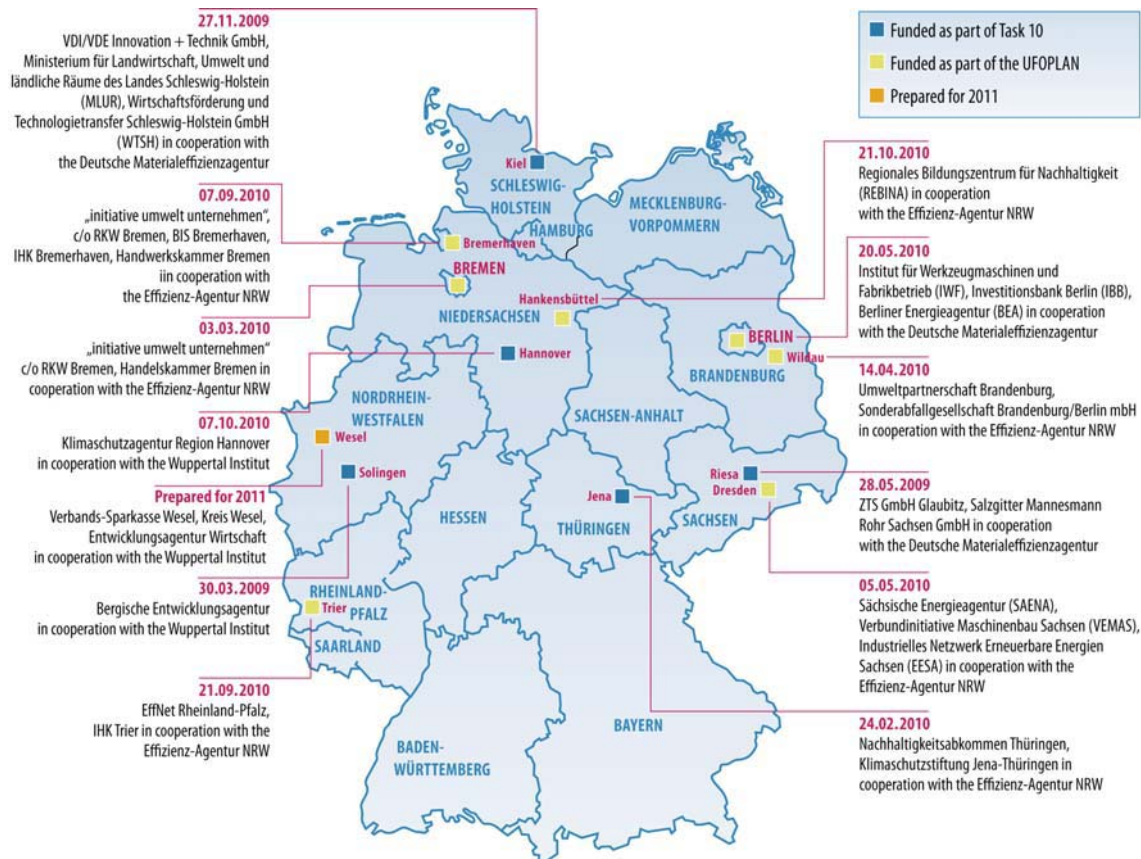 27.11.2009
VDI/VDE Innovation + Technik GmbH,
Ministerium für Landwirtschaft, Umwelt und
ländliche Räume des Landes Schleswig-Holstein
(MLUR), Wirtschaftsförderung und
Technologietransfer Schleswig-Holstein GmbH
(WTSH) in cooperation with
the Deutsche Materialeffizienzagentur
07.09.2010
„initiative umwelt unternehmen“,
c/o RKW Bremen, BIS Bremerhaven,
IHK Bremerhaven, Handwerkskammer Bremen
iin cooperation with
the Effizienz-Agentur NRW
03.03.2010
„initiative umwelt unternehmen“
c/o RKW Bremen, Handelskammer Bremen in
cooperation with the Effizienz-Agentur NRW
07.10.2010
Klimaschutzagentur Region Hannover
in cooperation with the Wuppertal Institut
Prepared for 2011
Verbands-Sparkasse Wesel, Kreis Wesel,
Entwicklungsagentur Wirtschaft
in cooperation with the Wuppertal Institut
30.03.2009
Bergische Entwicklungsagentur
in cooperation with the Wuppertal Institut
21.09.2010
EffNet Rheinland-Pfalz,
IHK Trier in cooperation with the
Effizienz-Agentur NRW
Kiel
SCHLESWIG-
HOLSTEIN
HAMBURG
MECKLENBURG-
VORPOMMERN
Bremerhaven
BREMEN
Hankensbüttel
NIEDERSACHSEN
Hannover
BERLIN
Wildau
BRANDENBURG
NORDRHEIN-
WESTFALEN
SACHSEN-ANHALT
Wesel
Solingen
Riesa
Dresden
Jena
SACHSEN
HESSEN
THÜRINGEN
RHEINLAND-
PFALZ
Trier
SAARLAND
BAYERN
BADEN-
WÜRTTEMBERG
Funded as part of Task 10
Funded as part of the UFOPLAN
Prepared for 2011
21.10.2010
Regionales Bildungszentrum für Nachhaltigkeit
(REBINA) in cooperation
with the Effizienz-Agentur NRW
20.05.2010
Institut für Werkzeugmaschinen und
Fabrikbetrieb (IWF), Investitionsbank Berlin (IBB),
Berliner Energieagentur (BEA) in cooperation
with the Deutsche Materialeffizienzagentur
14.04.2010
Umweltpartnerschaft Brandenburg,
Sonderabfallgesellschaft Brandenburg/Berlin mbH
in cooperation with the Effizienz-Agentur NRW
28.05.2009
ZTS GmbH Glaubitz, Salzgitter Mannesmann
Rohr Sachsen GmbH in cooperation
with the Deutsche Materialeffizienzagentur
05.05.2010
Sächsische Energieagentur (SAENA),
Verbundinitiative Maschinenbau Sachsen (VEMAS),
Industrielles Netzwerk Erneuerbare Energien
Sachsen (EESA) in cooperation with the
Effizienz-Agentur NRW
24.02.2010
Nachhaltigkeitsabkommen Thüringen,
Klimaschutzstiftung Jena-Thüringen in
cooperation with the Effizienz-Agentur NRW